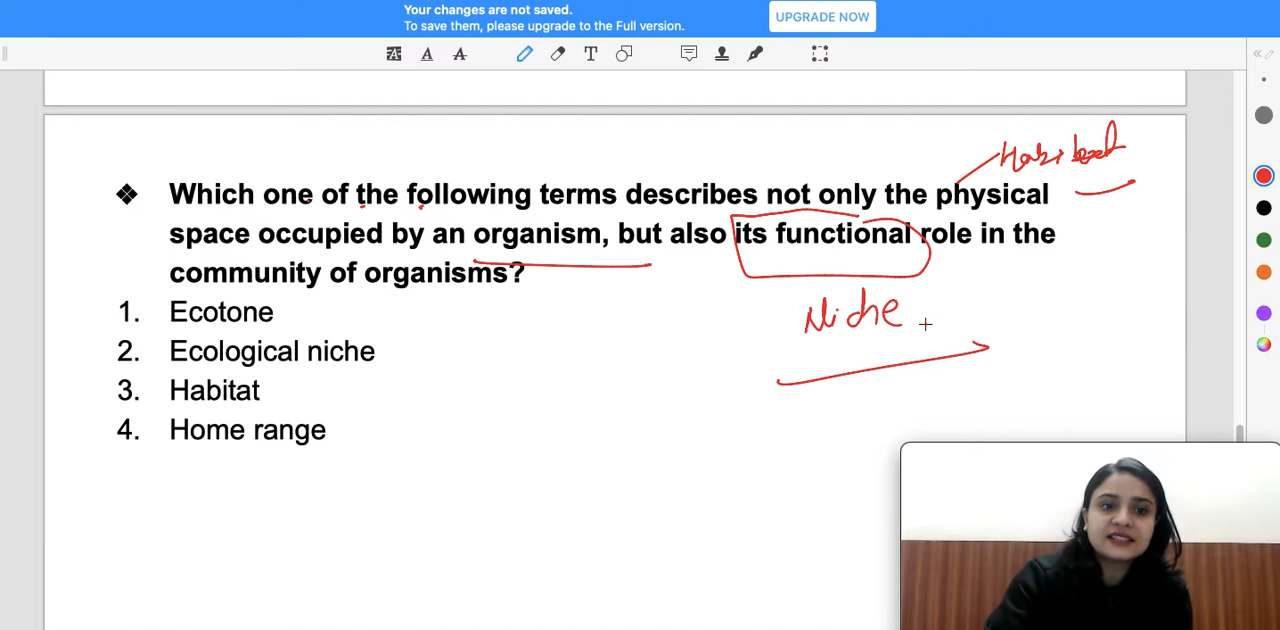 Your changes are not saved.
To save them, please upgrade to the Full version.
UPGRADE NOW
Habitat
❖ Which one of the following terms describes not only the physical
space occupied by an organism, but also its functional role in the
community of organisms?
1. Ecotone
Niche
2. Ecological niche
3. Habitat
4. Home range